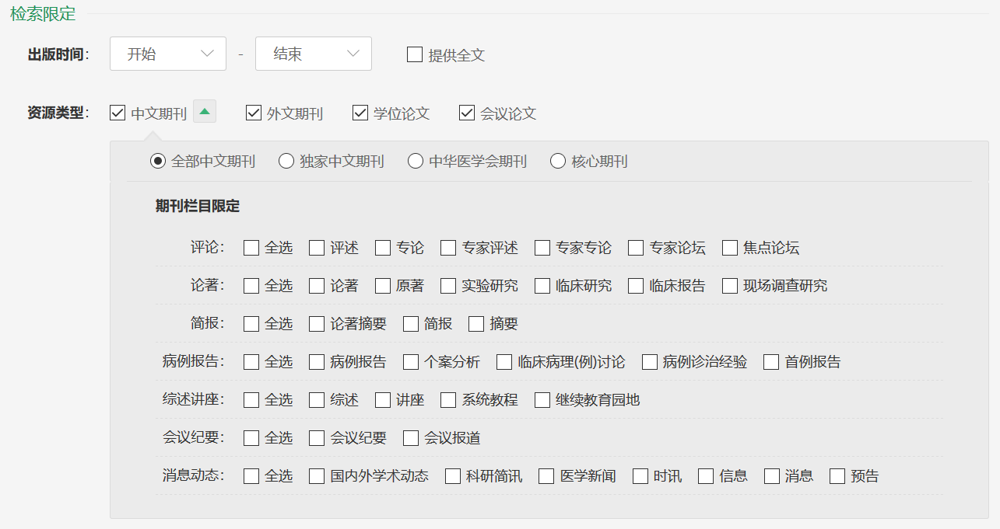 检索限定
出版时间: 开始 - 结束 提供全文
资源类型: 中文期刊 外文期刊 学位论文 会议论文
全部中文期刊 独家中文期刊 中华医学会期刊 核心期刊
期刊栏目限定
评论: 全选 评述 专论 专家评述 专家专论 专家论坛 焦点论坛
论著: 全选 论著 原著 实验研究 临床研究 临床报告 现场调查研究
简报: 全选 论著摘要 简报 摘要
病例报告: 全选 病例报告 个案分析 临床病理(例)讨论 病例诊治经验 首例报告
综述讲座: 全选 综述 讲座 系统教程 继续教育园地
会议纪要: 全选 会议纪要 会议报道
消息动态: 全选 国内外学术动态 科研简讯 医学新闻 时讯 信息 消息 预告